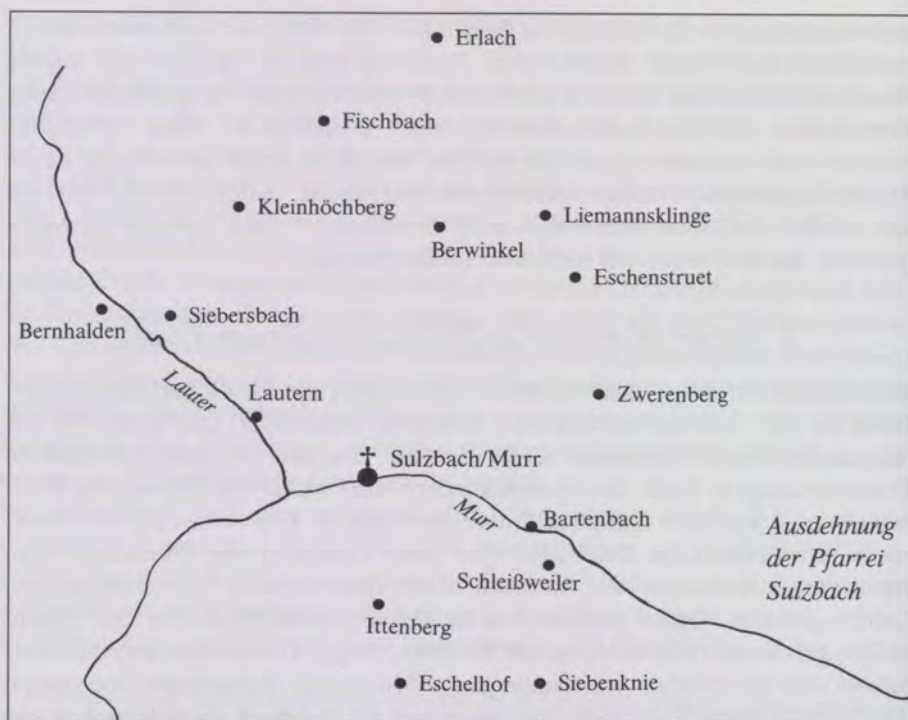 Erlach
Fischbach
Kleinhöchberg
Liemannsklinge
Berwinkel
Eschenstruet
Bernhalden
Siebersbach
Lauter
Lautern
Zwerenberg
Sulzbach/Murr
Murr
Bartenbach
Ausdehnung
der Pfarrei
Sulzbach
Schleißweiler
Ittenberg
Eschelhof
Siebenknie